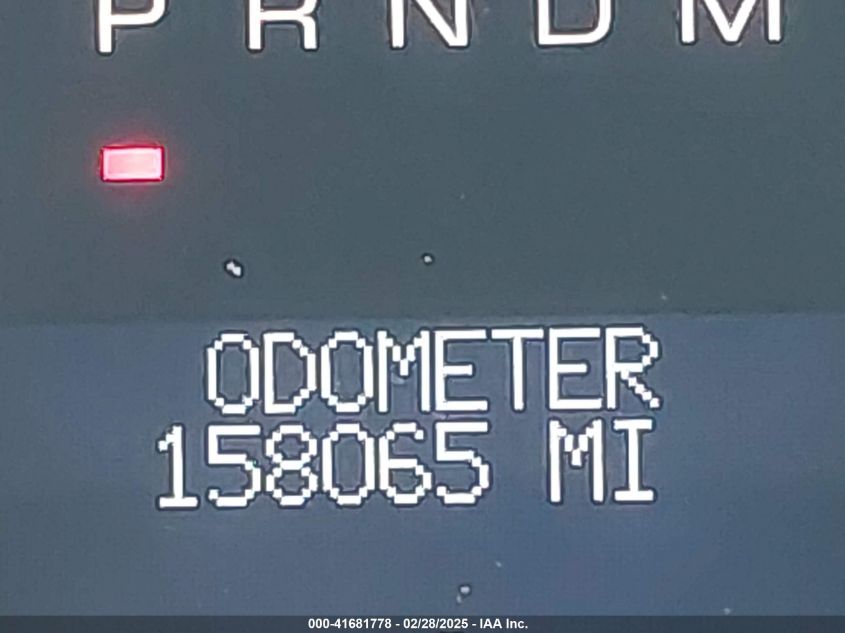 P R N D M
ODOMETER
158065 MI
000-41681778 - 02/28/2025 - IAA Inc.